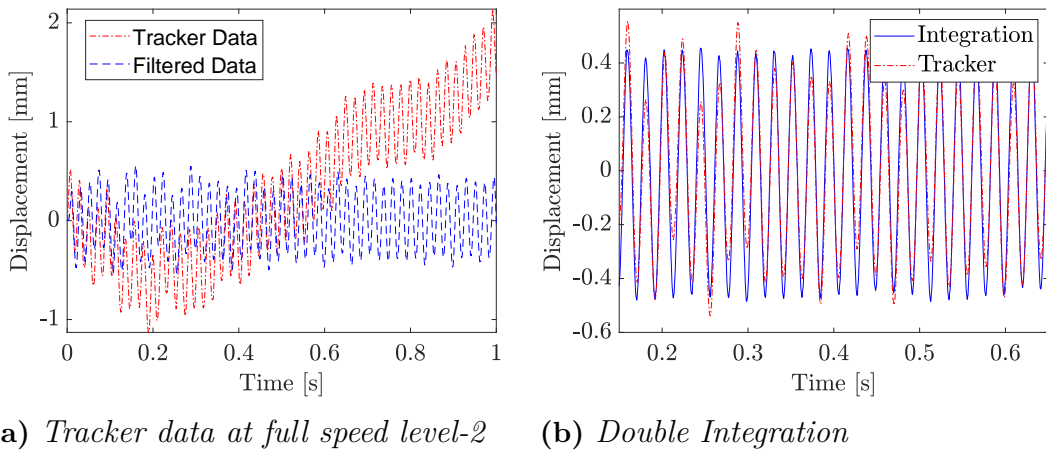 Displacement [mm]
2
1
0
-1
Tracker Data
Filtered Data
0
0.2
0.4
0.6
0.8
1
Time [s]
a) Tracker data at full speed level-2
Displacement [mm]
0.4
0.2
0
-0.2
-0.4
-0.6
Integration
Tracker
0.2
0.3
0.4
0.5
0.6
Time [s]
(b) Double Integration